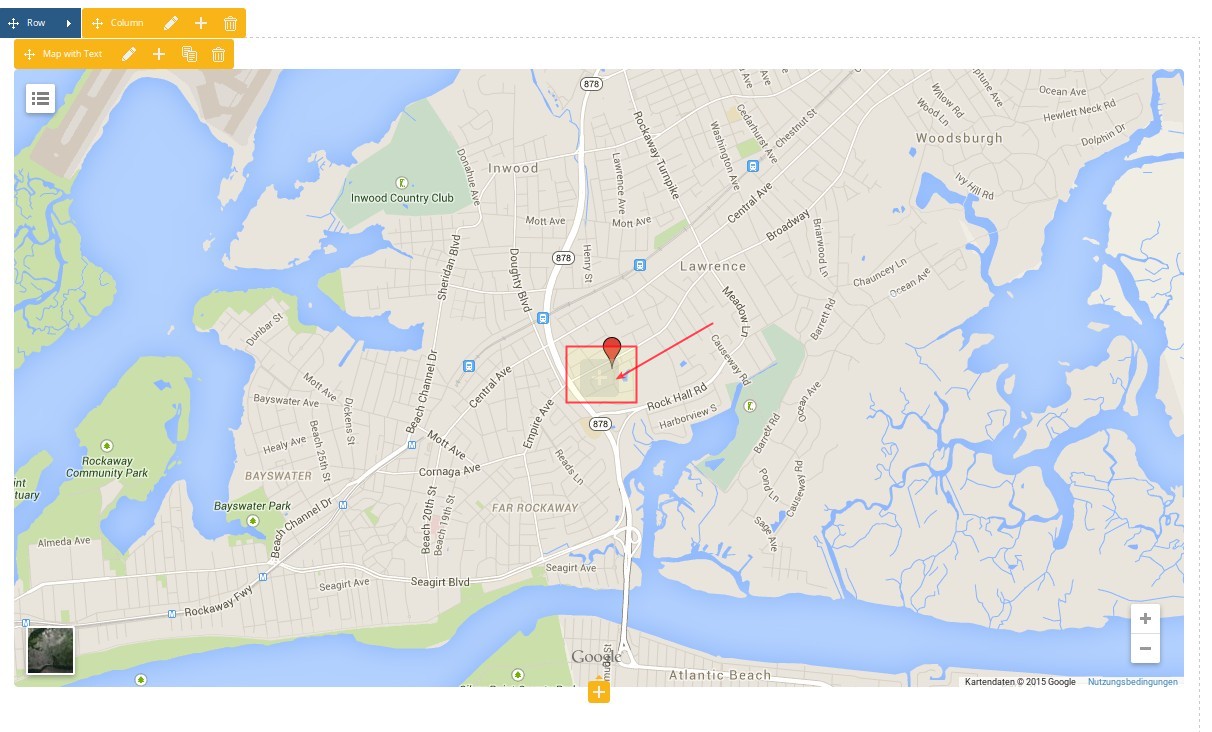 Row
Column
Map with Text
878
Inwood
Inwood Country Club
Donahue Ave
Mott Ave
Lawrence Ave
Mott Ave
Rockaway Turnpike
Washington Ave
Cedarhurst Ave
Chestnut St
Central Ave
Broadway
Ocean Ave
Hewlett Neck Rd
Dolphin Dr
Willow Rd
Wood Ln
Neptune Ave
Woodsburgh
Ivy Hill Rd
Briarwood Ln
Chauncey Ln
Ocean Ave
Barrett Rd
Lawrence
878
Henry St
Doughty Blvd
Sheridan Blvd
Meadow Ln
Causeway Rd
Dunbar St
Mott Ave
Bayswater Ave
Dickens St
Beach Channel Dr
Central Ave
Healy Ave
Beach 25th St
Mott Ave
Empire Ave
Rock Hall Rd
Harborview S
878
Ocean Ave
Barrett Rd
Pond Ln
Causeway Rd
Sage Ave
Rockaway
Community Park
int
tuary
BAYSWATER
Cornaga Ave
Reads Ln
Bayswater Park
Beach Channel Dr
Beach 20th St
Beach 19th St
FAR ROCKAWAY
Almeda Ave
Seagirt Ave
Seagirt Blvd
Seagirt Ave
Rockaway Fwy
Google
Atlantic Beach
Kartendaten © 2015 Google
Nutzungsbedingungen